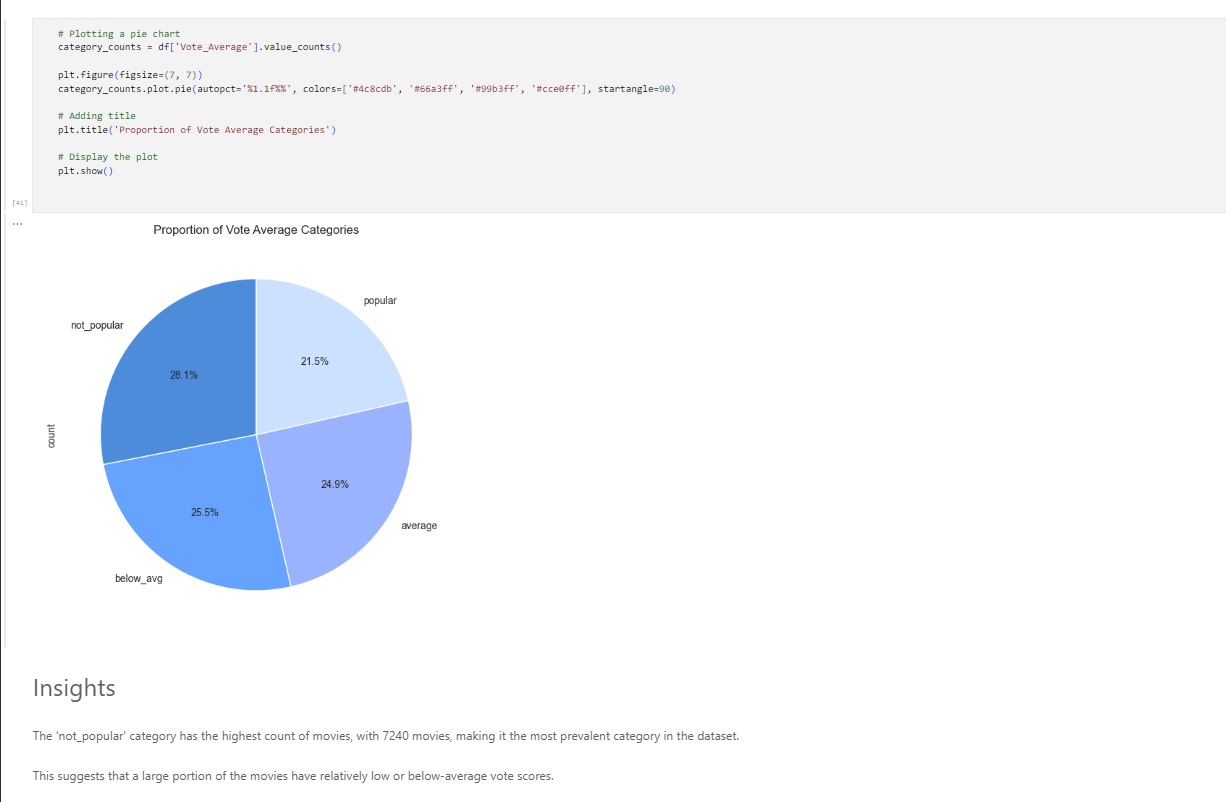 # Plotting a pie chart
category_counts = df['Vote_Average'].value_counts()
plt.figure(figsize=(7, 7))
category_counts.plot.pie(autopct='%1.1f%%', colors=['#4c8cdb', '#66a3ff', '#99b3ff', '#cce0ff'], startangle=90)
# Adding title
plt.title('Proportion of Vote Average Categories')
# Display the plot
plt.show()
[41]
...
Proportion of Vote Average Categories
popular
not_popular
21.5%
28.1%
count
24.9%
25.5%
average
below_avg
Insights
The 'not_popular' category has the highest count of movies, with 7240 movies, making it the most prevalent category in the dataset.
This suggests that a large portion of the movies have relatively low or below-average vote scores.